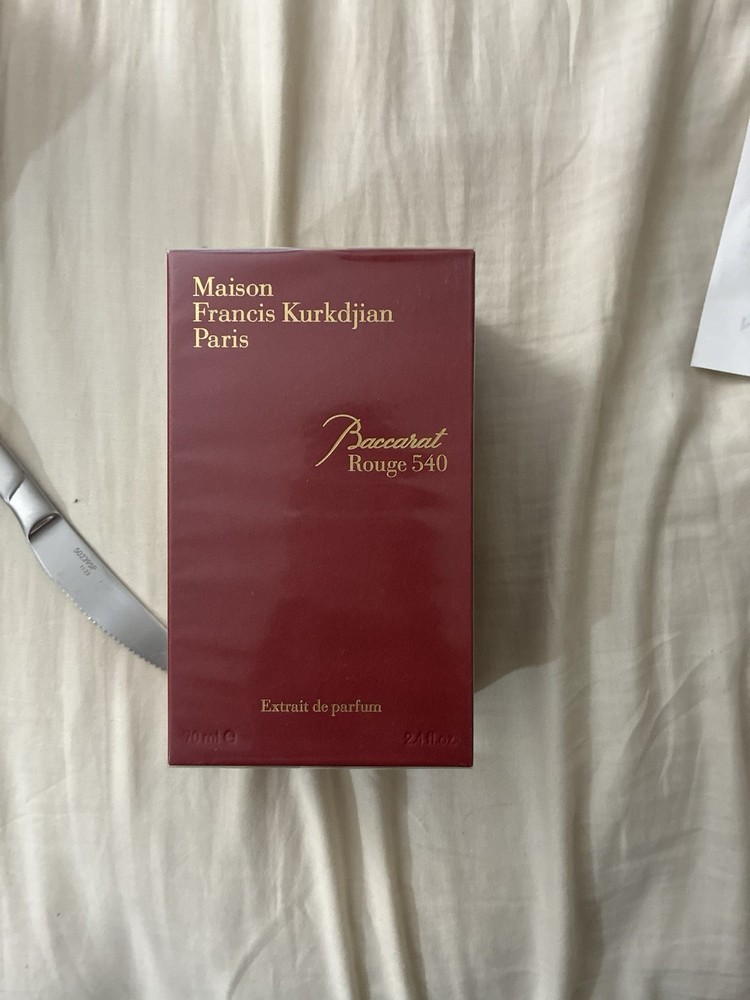 Maison
Francis Kurkdjian
Paris
Baccarat
Rouge 540
Extrait de parfum
70 ml e
2.4 fl.oz.